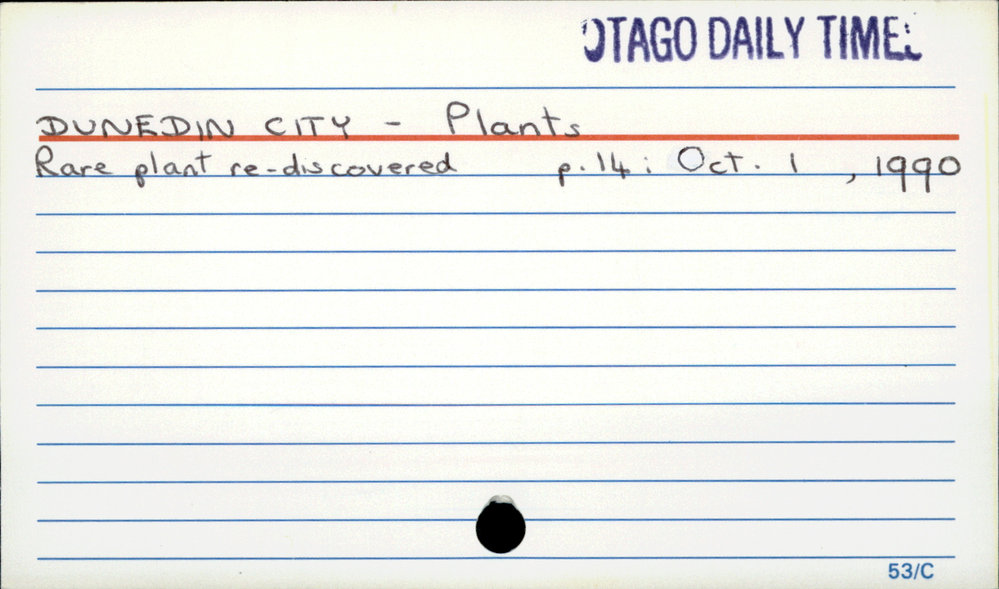 OTAGO DAILY TIMES
DUNEDIN CITY - Plants
Rare plant re-discovered p.14: Oct. 1, 1990
53/C